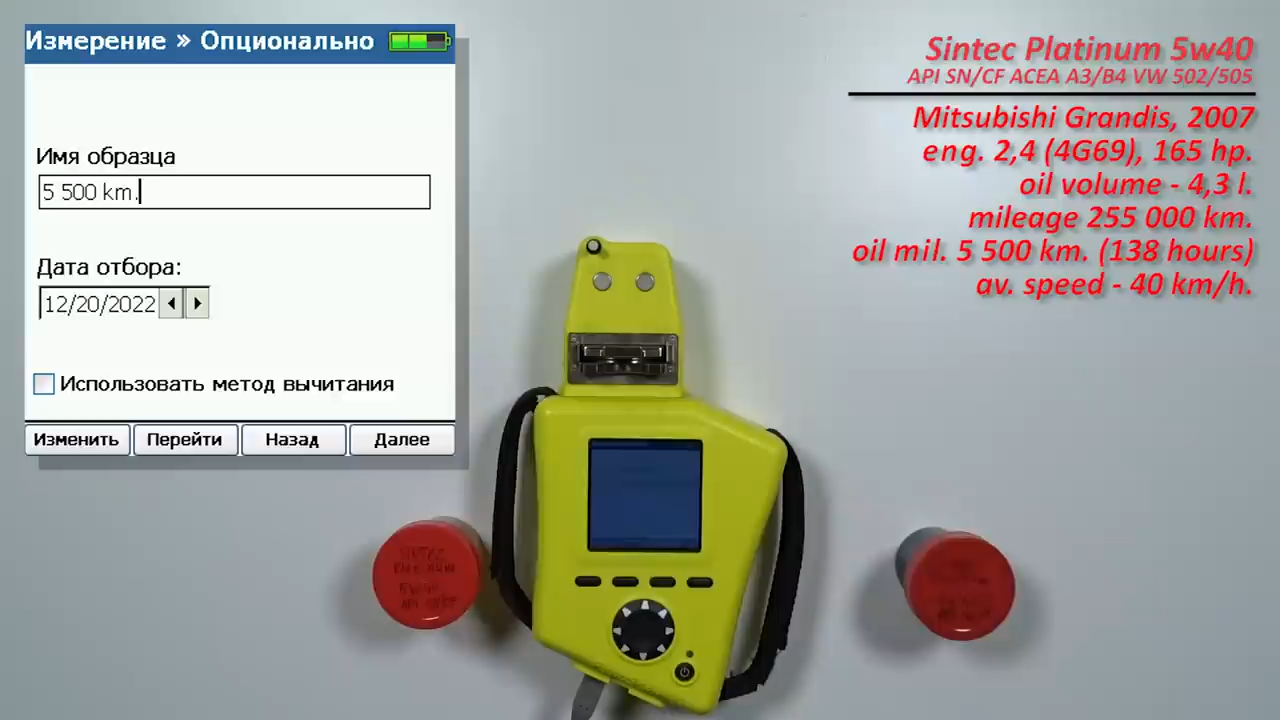 Измерение » Опционально
Имя образца
5 500 km.
Дата отбора:
12/20/2022
Использовать метод вычитания
Изменить
Перейти
Назад
Далее
Sintec Platinum 5w40
API SN/CF ACEA A3/B4 VW 502/505
Mitsubishi Grandis, 2007
eng. 2,4 (4G69), 165 hp.
oil volume - 4,3 l.
mileage 255 000 km.
oil mil. 5 500 km. (138 hours)
av. speed - 40 km/h.
SINTEC